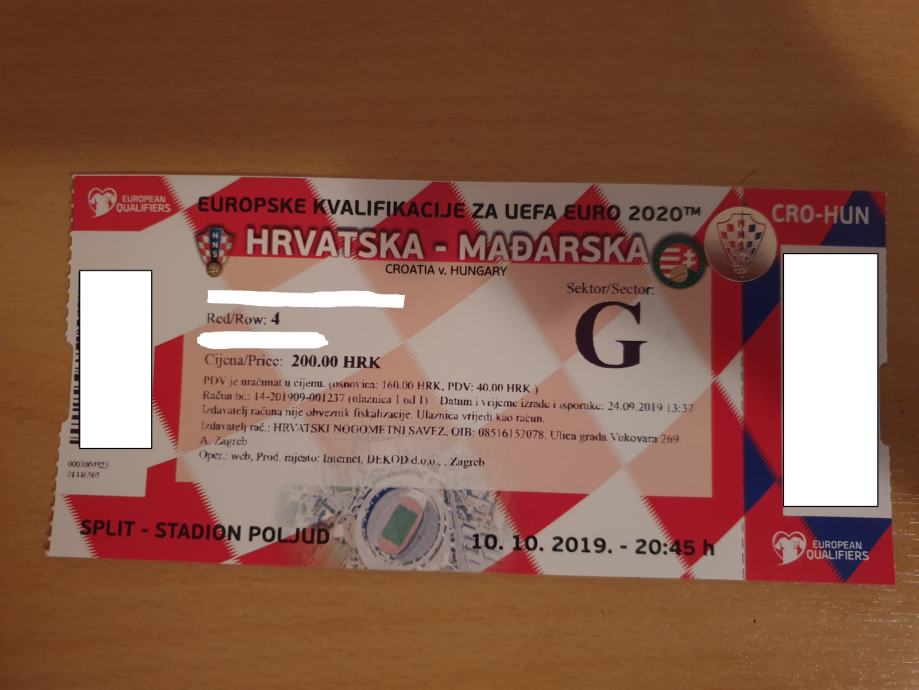 EUROPEAN QUALIFIERS
EUROPSKE KVALIFIKACIJE ZA UEFA EURO 2020™
CRO-HUN
HNS
HRVATSKA - MAĐARSKA
CROATIA v. HUNGARY
Sektor/Sector:
G
Red/Row: 4
Cijena/Price: 200.00 HRK
PDV je uračunat u cijenu. (osnovica: 160.00 HRK, PDV: 40.00 HRK )
Račun br.: 14-201909-001237 (ulaznica 1 od 1) Datum i vrijeme izrade i isporuke: 24.09.2019 13:37
Izdavatelj računa nije obveznik fiskalizacije. Ulaznica vrijedi kao račun.
Izdavatelj rač.: HRVATSKI NOGOMETNI SAVEZ, OIB: 08516152078, Ulica grada Vukovara 269
A, Zagreb
Oper.: web, Prod. mjesto: Internet, DEKOD d.o.o., , Zagreb
SPLIT - STADION POLJUD
10. 10. 2019. - 20:45 h
EUROPEAN QUALIFIERS